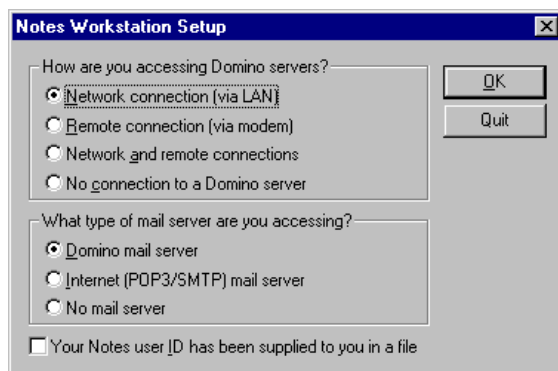 Notes Workstation Setup
How are you accessing Domino servers?
Network connection (via LAN)
Remote connection (via modem)
Network and remote connections
No connection to a Domino server
OK
Quit
What type of mail server are you accessing?
Domino mail server
Internet (POP3/SMTP) mail server
No mail server
Your Notes user ID has been supplied to you in a file